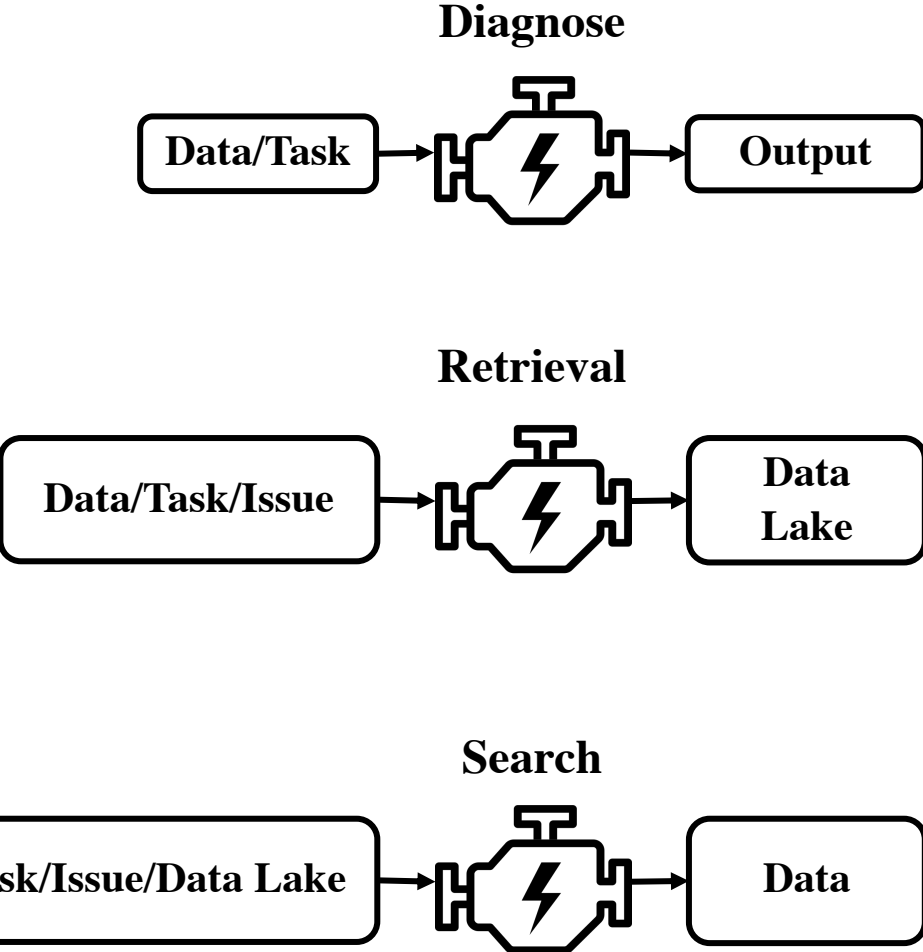 Diagnose
Data/Task
Output
Retrieval
Data/Task/Issue
Data
Lake
Search
sk/Issue/Data Lake
Data